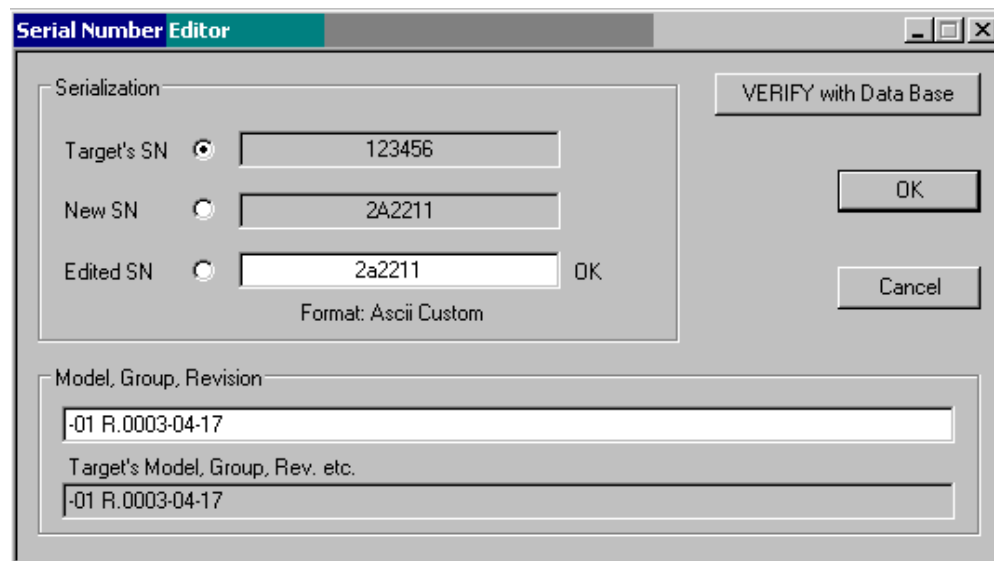 Serial Number Editor
Serialization
VERIFY with Data Base
Target's SN 123456
OK
New SN 2A2211
Edited SN 2a2211 OK
Cancel
Format: Ascii Custom
Model, Group, Revision
-01 R.0003-04-17
Target's Model, Group, Rev. etc.
-01 R.0003-04-17